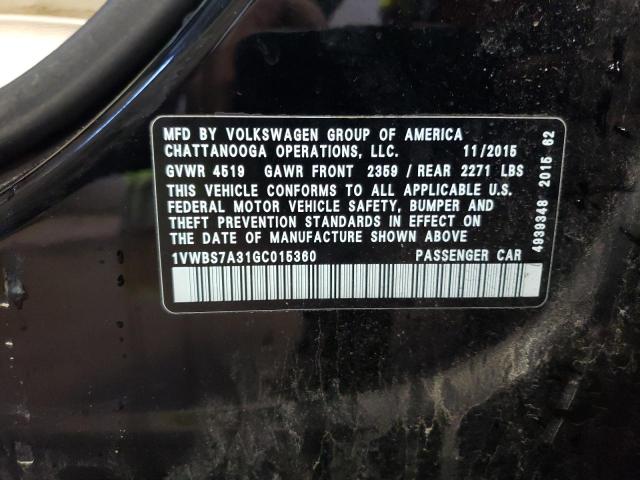 MFD BY VOLKSWAGEN GROUP OF AMERICA
CHATTANOOGA OPERATIONS, LLC. 11/2015
GVWR 4519 GAWR FRONT 2359 / REAR 2271 LBS
THIS VEHICLE CONFORMS TO ALL APPLICABLE U.S.
FEDERAL MOTOR VEHICLE SAFETY, BUMPER AND
THEFT PREVENTION STANDARDS IN EFFECT ON
THE DATE OF MANUFACTURE SHOWN ABOVE
1VWBS7A31GC015360 PASSENGER CAR
4939348 2015 62